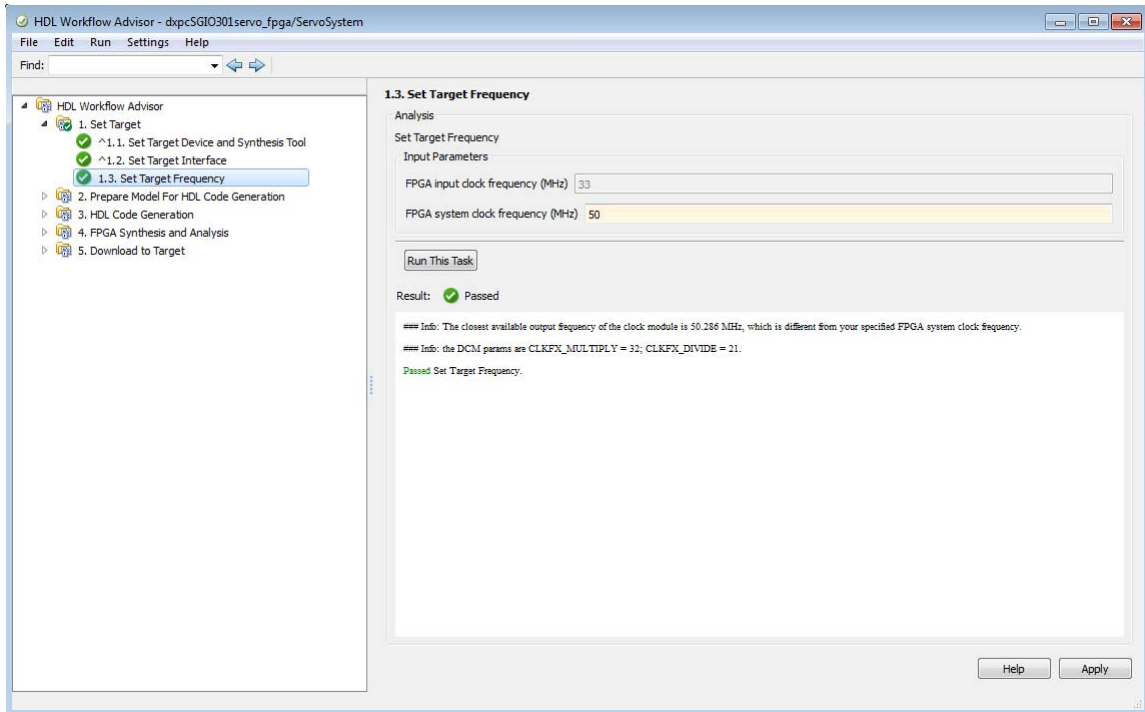 HDL Workflow Advisor - dxpcSGIO301servo_fpga/ServoSystem
File Edit Run Settings Help
Find:
HDL Workflow Advisor
1. Set Target
^1.1. Set Target Device and Synthesis Tool
^1.2. Set Target Interface
1.3. Set Target Frequency
2. Prepare Model For HDL Code Generation
3. HDL Code Generation
4. FPGA Synthesis and Analysis
5. Download to Target
1.3. Set Target Frequency
Analysis
Set Target Frequency
Input Parameters
FPGA input clock frequency (MHz) 33
FPGA system clock frequency (MHz) 50
Run This Task
Result: Passed
### Info: The closest available output frequency of the clock module is 50.286 MHz, which is different from your specified FPGA system clock frequency.
### Info: the DCM params are CLKFX_MULTIPLY = 32; CLKFX_DIVIDE = 21.
Passed Set Target Frequency.
Help Apply